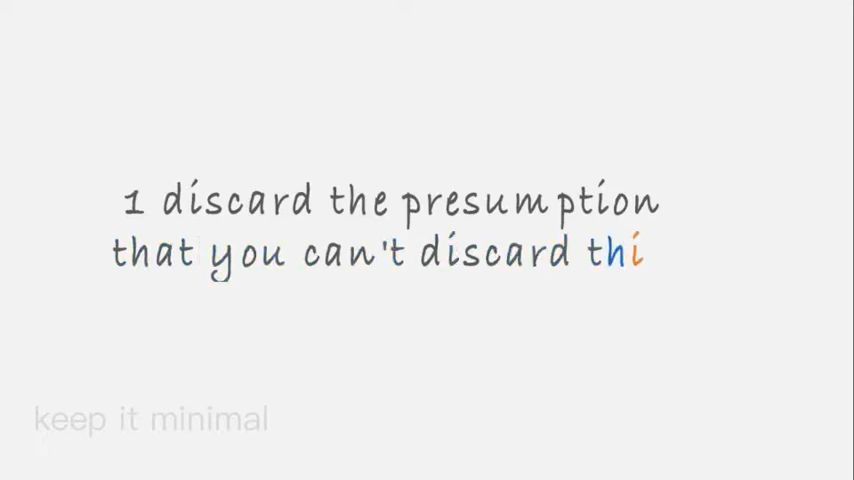 1 discard the presumption
that you can't discard thi
keep it minimal